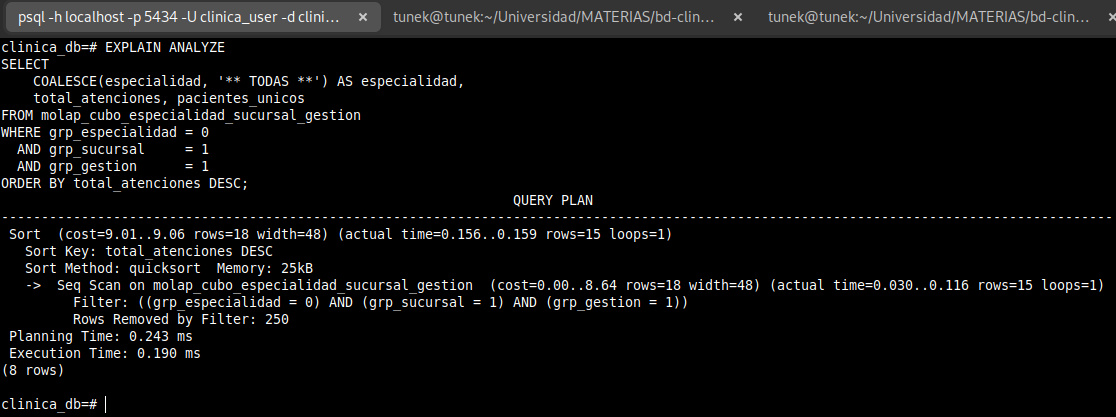 psql -h localhost -p 5434 -U clinica_user -d clini... × tunek@tunek:~/Universidad/MATERIAS/bd-clin... × tunek@tunek:~/Universidad/MATERIAS/bd-clin... ×
clinica_db=# EXPLAIN ANALYZE
SELECT
    COALESCE(especialidad, '** TODAS **') AS especialidad,
    total_atenciones, pacientes_unicos
FROM molap_cubo_especialidad_sucursal_gestion
WHERE grp_especialidad = 0
  AND grp_sucursal     = 1
  AND grp_gestion      = 1
ORDER BY total_atenciones DESC;
QUERY PLAN
-------------------------------------------------------------------------------------------------------------------------------------------
 Sort  (cost=9.01..9.06 rows=18 width=48) (actual time=0.156..0.159 rows=15 loops=1)
   Sort Key: total_atenciones DESC
   Sort Method: quicksort  Memory: 25kB
   ->  Seq Scan on molap_cubo_especialidad_sucursal_gestion  (cost=0.00..8.64 rows=18 width=48) (actual time=0.030..0.116 rows=15 loops=1)
         Filter: ((grp_especialidad = 0) AND (grp_sucursal = 1) AND (grp_gestion = 1))
         Rows Removed by Filter: 250
 Planning Time: 0.243 ms
 Execution Time: 0.190 ms
(8 rows)
clinica_db=#